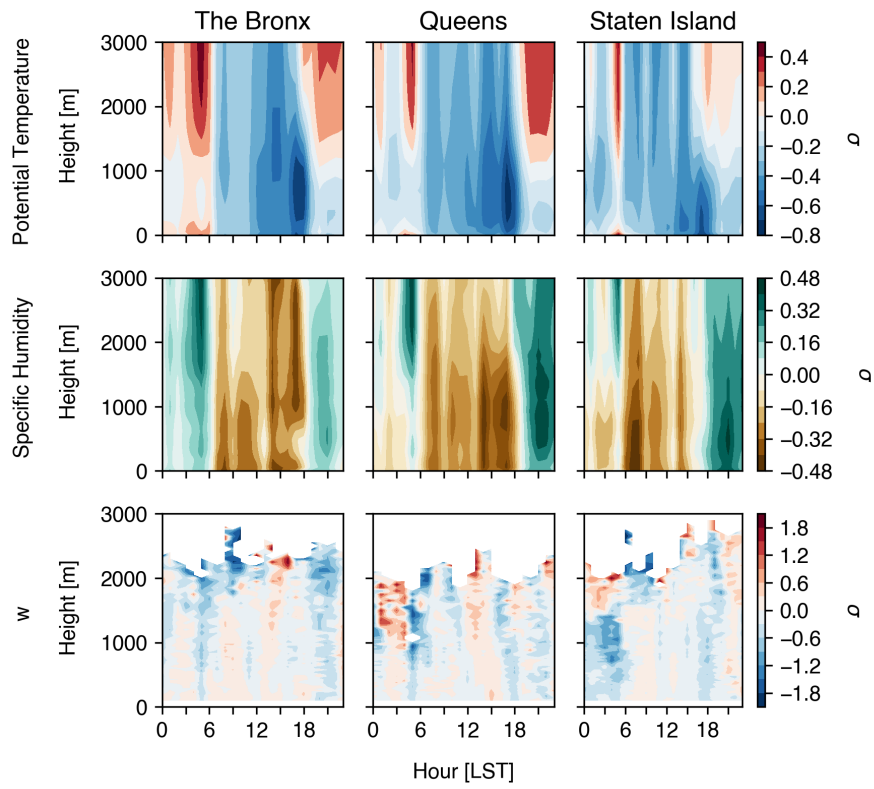 The Bronx Queens Staten Island
Potential Temperature
Height [m]
3000
2000
1000
0
0.4
0.2
0.0
−0.2
−0.4
−0.6
−0.8
σ
Specific Humidity
Height [m]
3000
2000
1000
0
0.48
0.32
0.16
0.00
−0.16
−0.32
−0.48
σ
w
Height [m]
3000
2000
1000
0
1.8
1.2
0.6
0.0
−0.6
−1.2
−1.8
σ
0 6 12 18 0 6 12 18 0 6 12 18
Hour [LST]